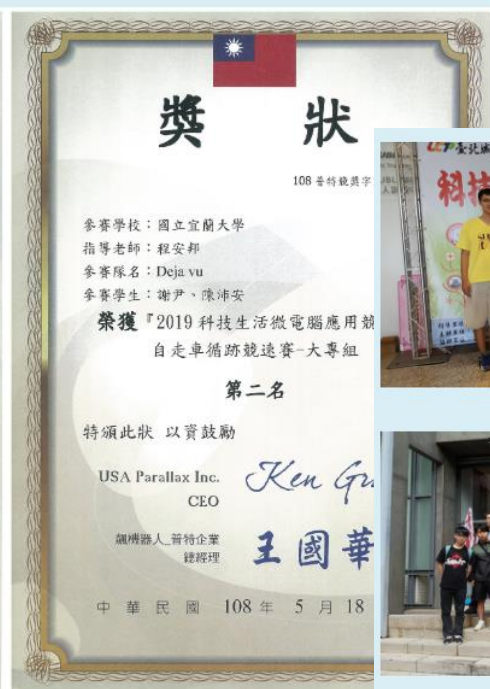 獎 狀
108 普特競獎字
參賽學校：國立宜蘭大學
指導老師：程安邦
參賽隊名：Deja vu
參賽學生：謝尹、陳沛安
榮獲『2019 科技生活微電腦應用競
自走車循跡競速賽-大專組
第二名
特頒此狀 以資鼓勵
USA Parallax Inc.
CEO
Ken
飆機器人_普特企業
總經理
王國華
中 華 民 國 108 年 5 月 18
科技